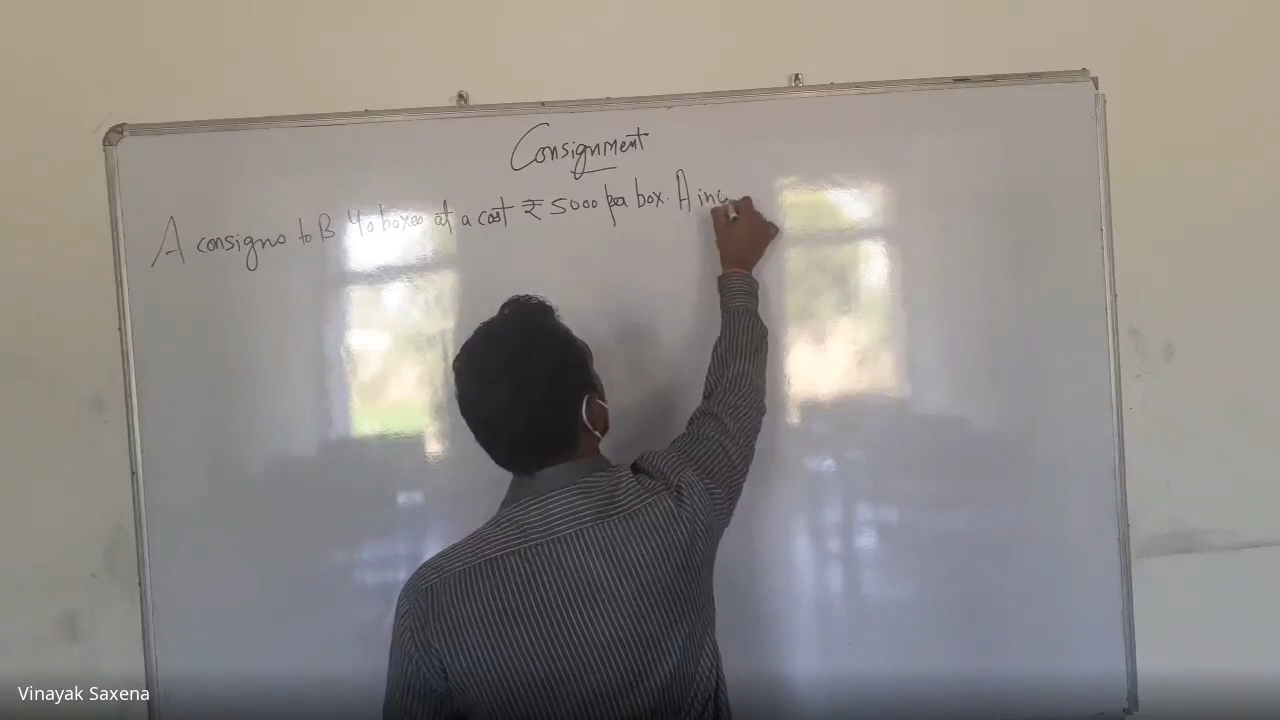 Consignment
A consigns to B 40 boxes at a cost ₹ 5000 per box. A inc
Vinayak Saxena